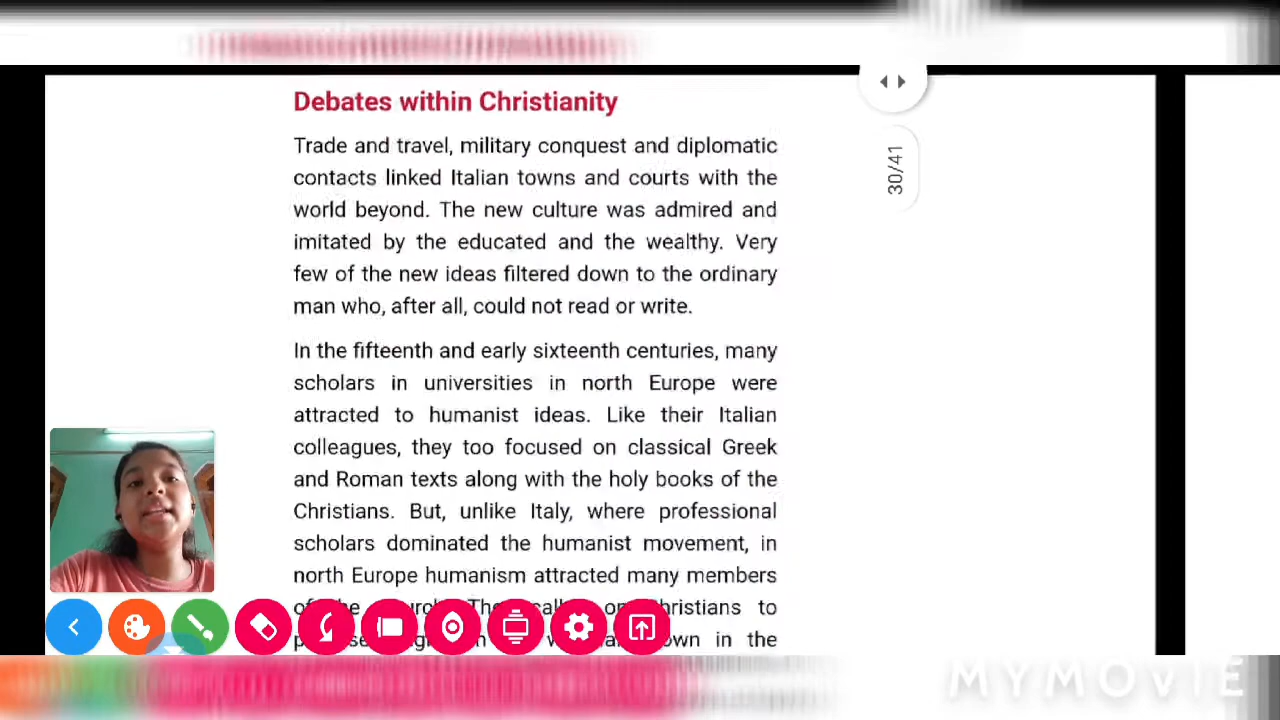 Debates within Christianity
30/41
Trade and travel, military conquest and diplomatic
contacts linked Italian towns and courts with the
world beyond. The new culture was admired and
imitated by the educated and the wealthy. Very
few of the new ideas filtered down to the ordinary
man who, after all, could not read or write.
In the fifteenth and early sixteenth centuries, many
scholars in universities in north Europe were
attracted to humanist ideas. Like their Italian
colleagues, they too focused on classical Greek
and Roman texts along with the holy books of the
Christians. But, unlike Italy, where professional
scholars dominated the humanist movement, in
north Europe humanism attracted many members
to
own in the
MYMOVIE